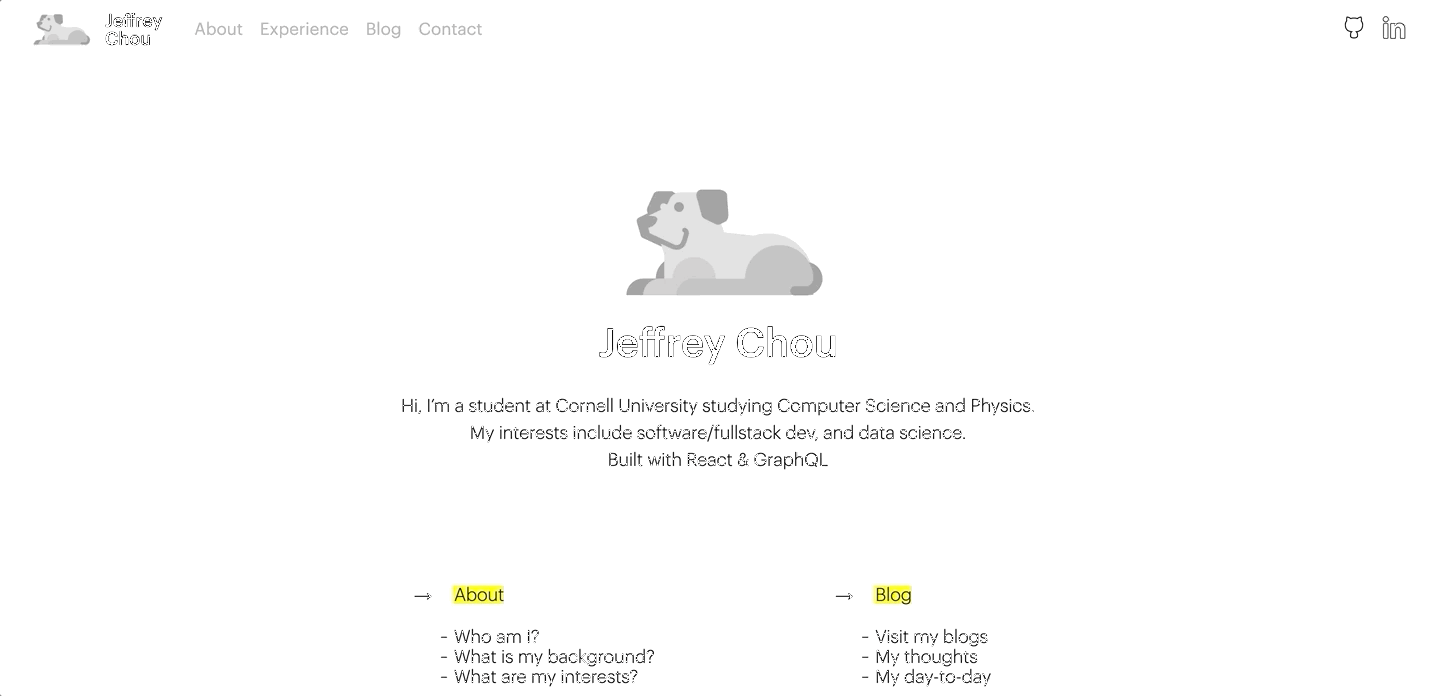 Jeffrey
Chou
About Experience Blog Contact
in
Jeffrey Chou
Hi, I’m a student at Cornell University studying Computer Science and Physics.
My interests include software/fullstack dev, and data science.
Built with React & GraphQL
→ About
- Who am I?
- What is my background?
- What are my interests?
→ Blog
- Visit my blogs
- My thoughts
- My day-to-day